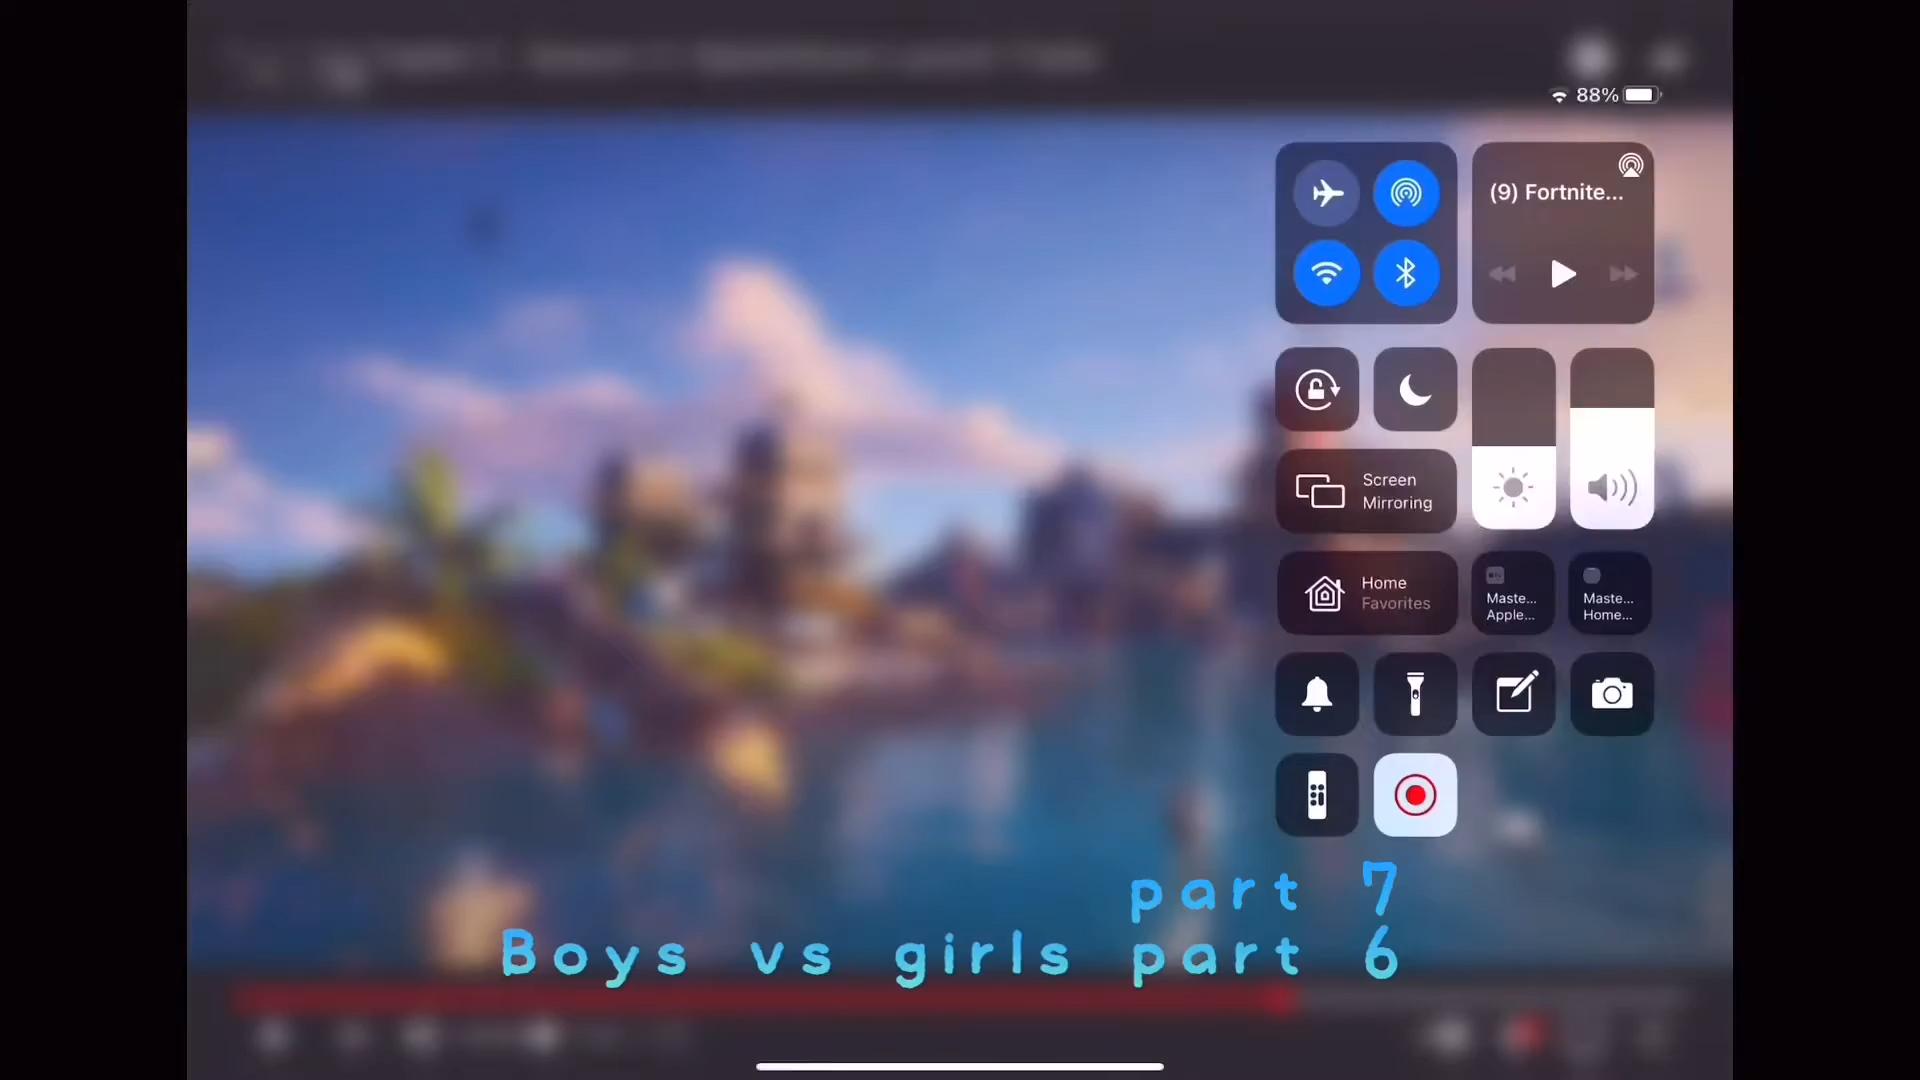 88%
(9) Fortnite...
Screen
Mirroring
Home
Favorites
Maste...
Apple...
Maste...
Home...
part 7
Boys vs girls part 6